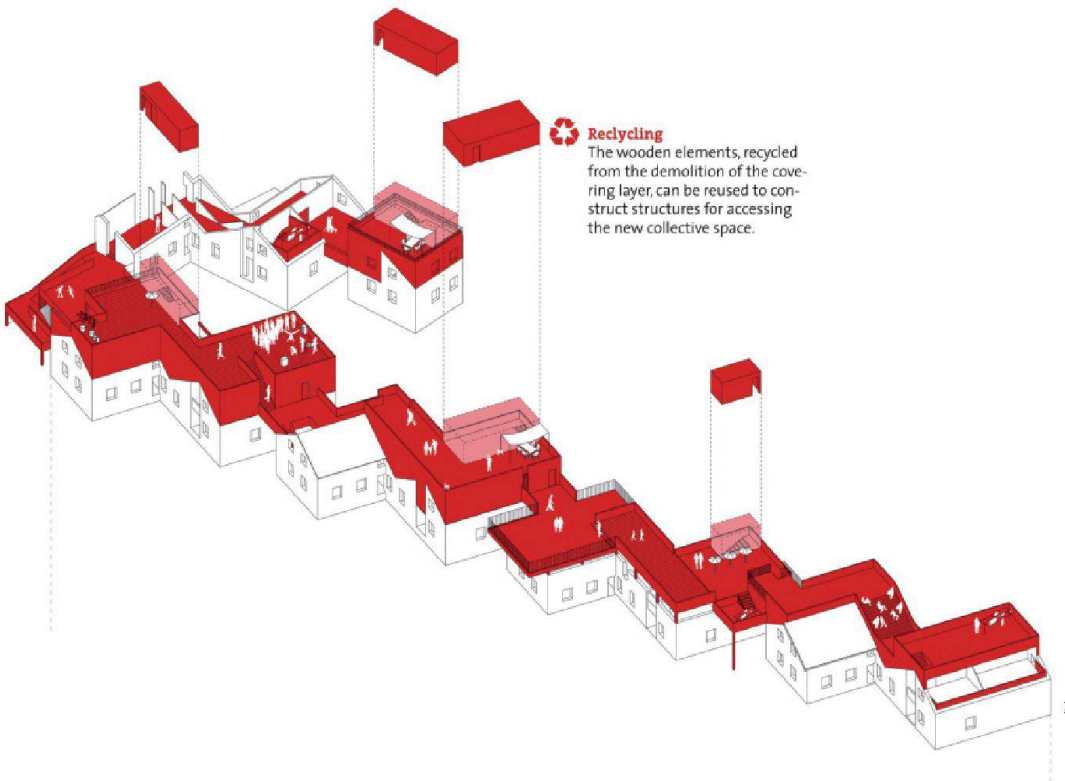 Reclycling
The wooden elements, recycled
from the demolition of the cove-
ring layer, can be reused to con-
struct structures for accessing
the new collective space.